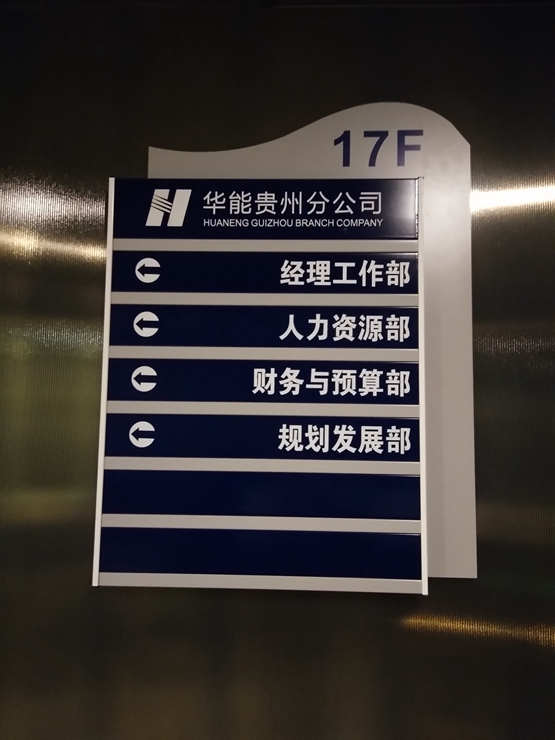 17F
华能贵州分公司
HUANENG GUIZHOU BRANCH COMPANY
经理工作部
人力资源部
财务与预算部
规划发展部